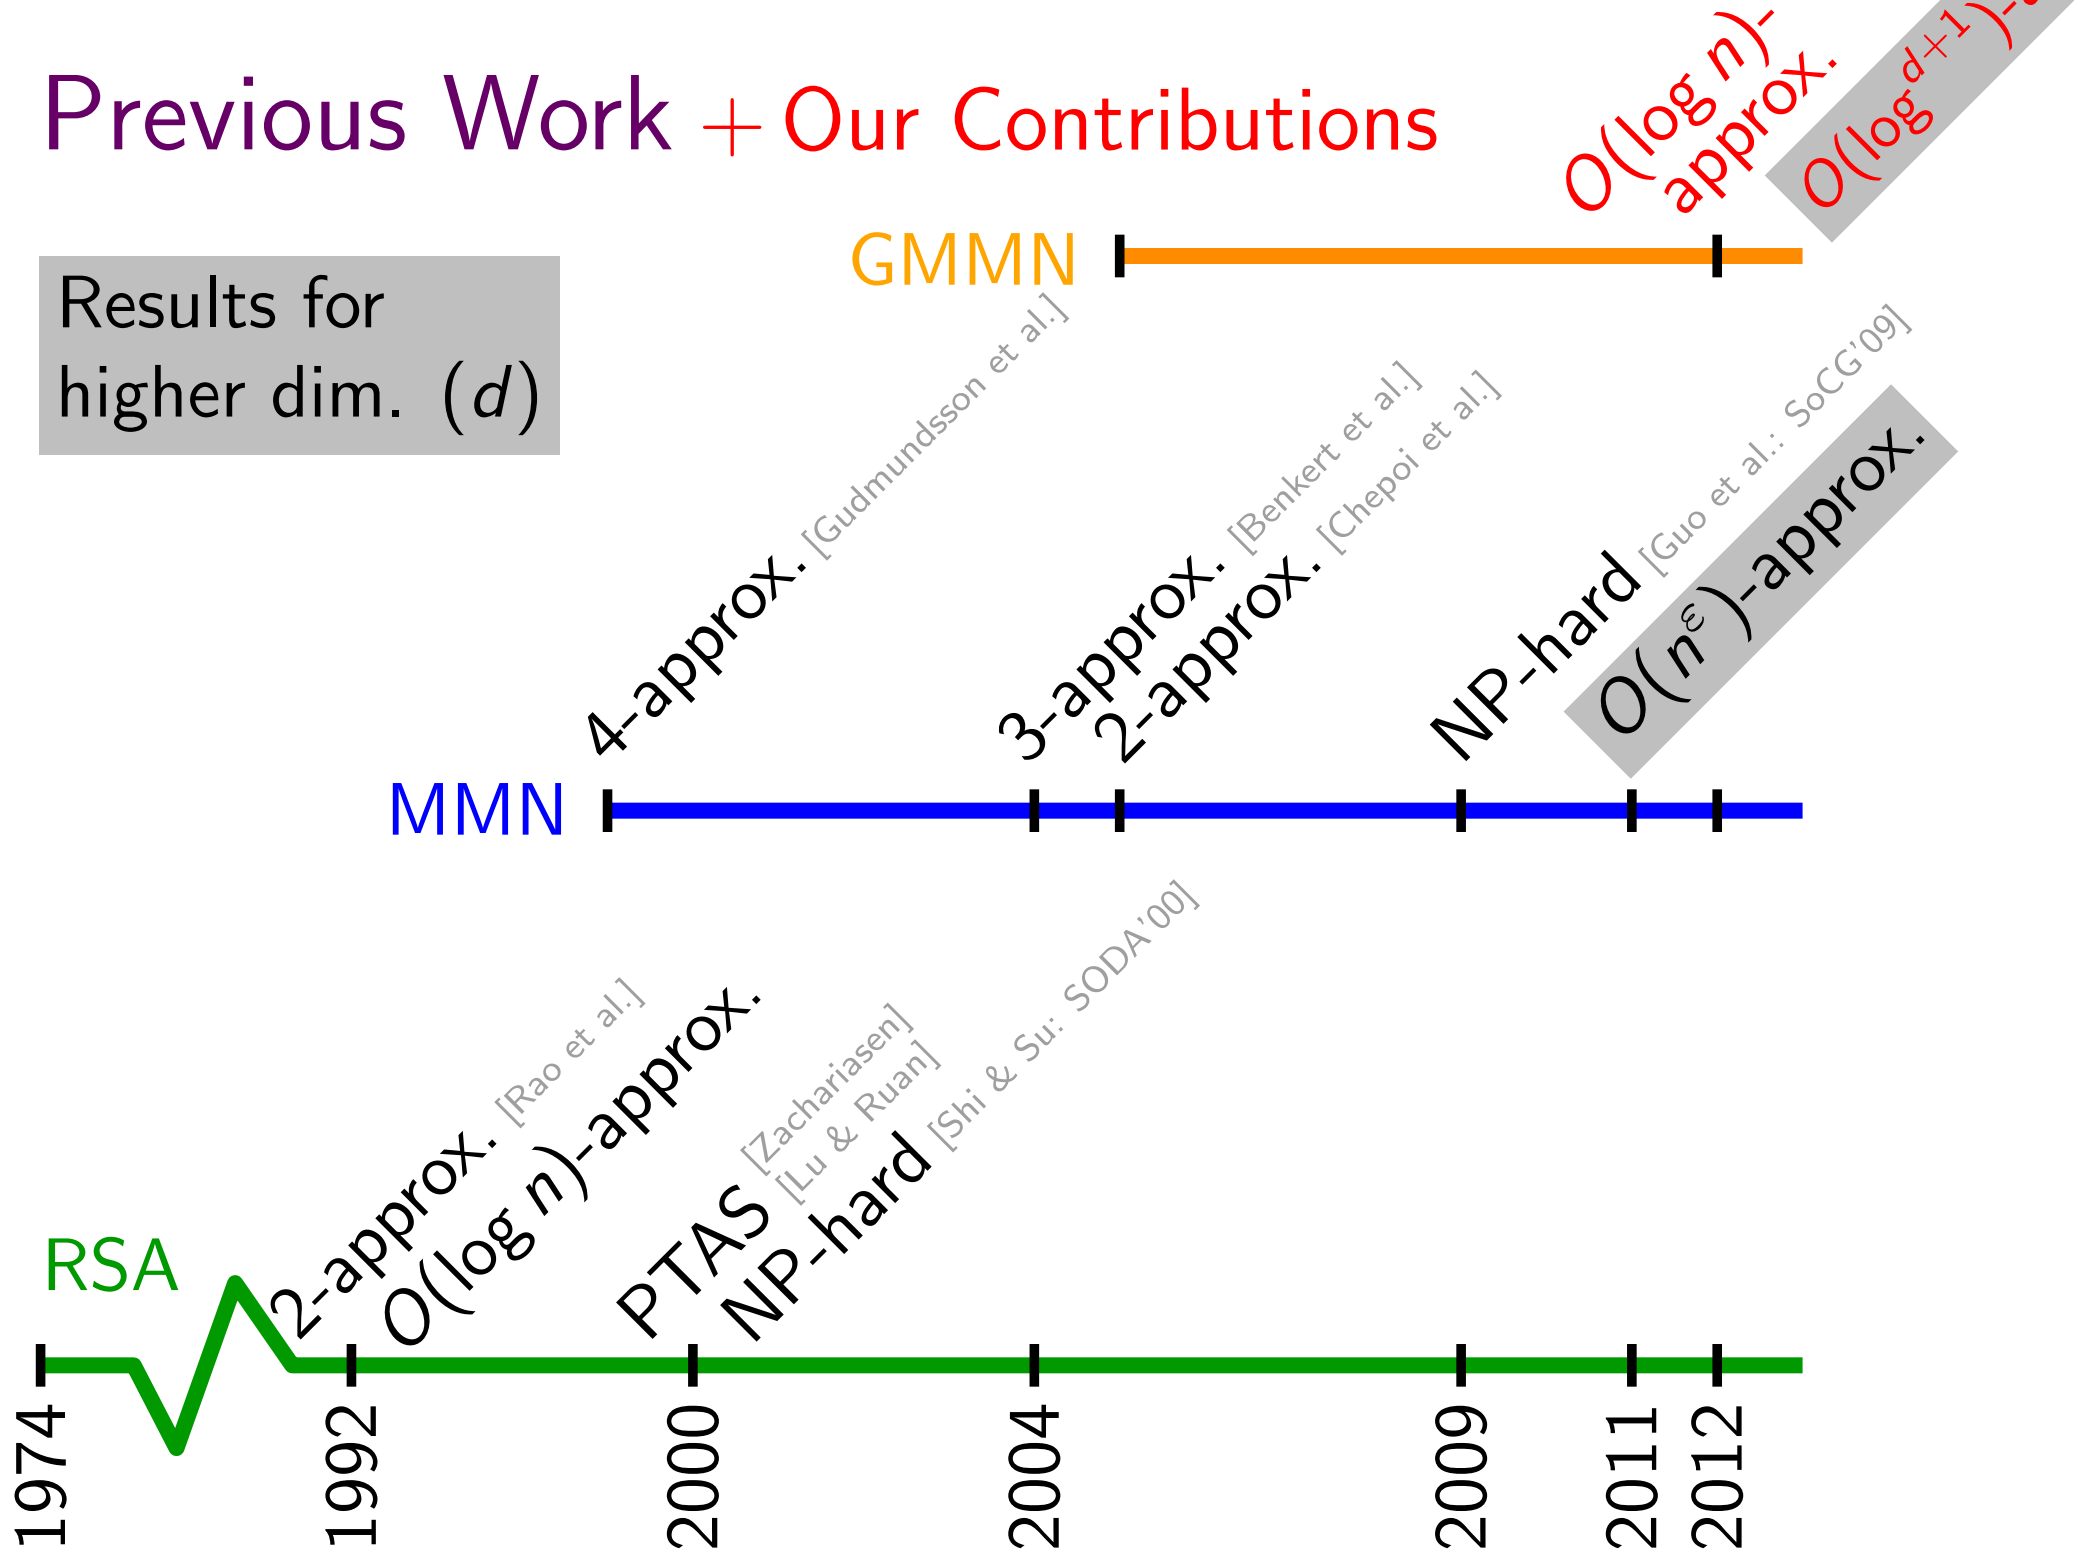 Previous Work + Our Contributions
O(log n)-
approx.
O(log^{d+1})-
GMMN
Results for
higher dim. (d)
4-approx. [Gudmundsson et al.]
3-approx. [Benkert et al.]
2-approx. [Chepoi et al.]
NP-hard [Guo et al.: SoCG'09]
O(n^ε)-approx.
MMN
2-approx. [Rao et al.]
O(log n)-approx.
PTAS [Zachariasen]
[Lu & Ruan]
NP-hard [Shi & Su: SODA'00]
RSA
1974
1992
2000
2004
2009
2011
2012